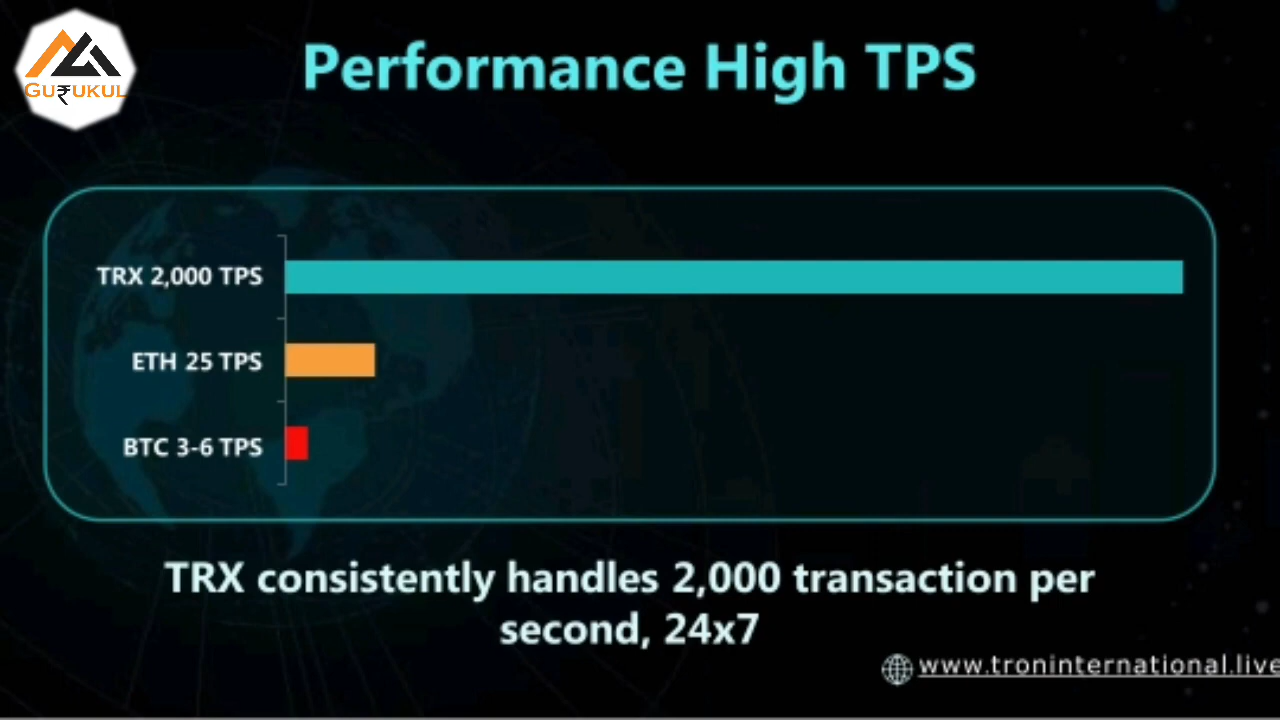 GU₹UKUL
Performance High TPS
TRX 2,000 TPS
ETH 25 TPS
BTC 3-6 TPS
TRX consistently handles 2,000 transaction per
second, 24x7
www.troninternational.live